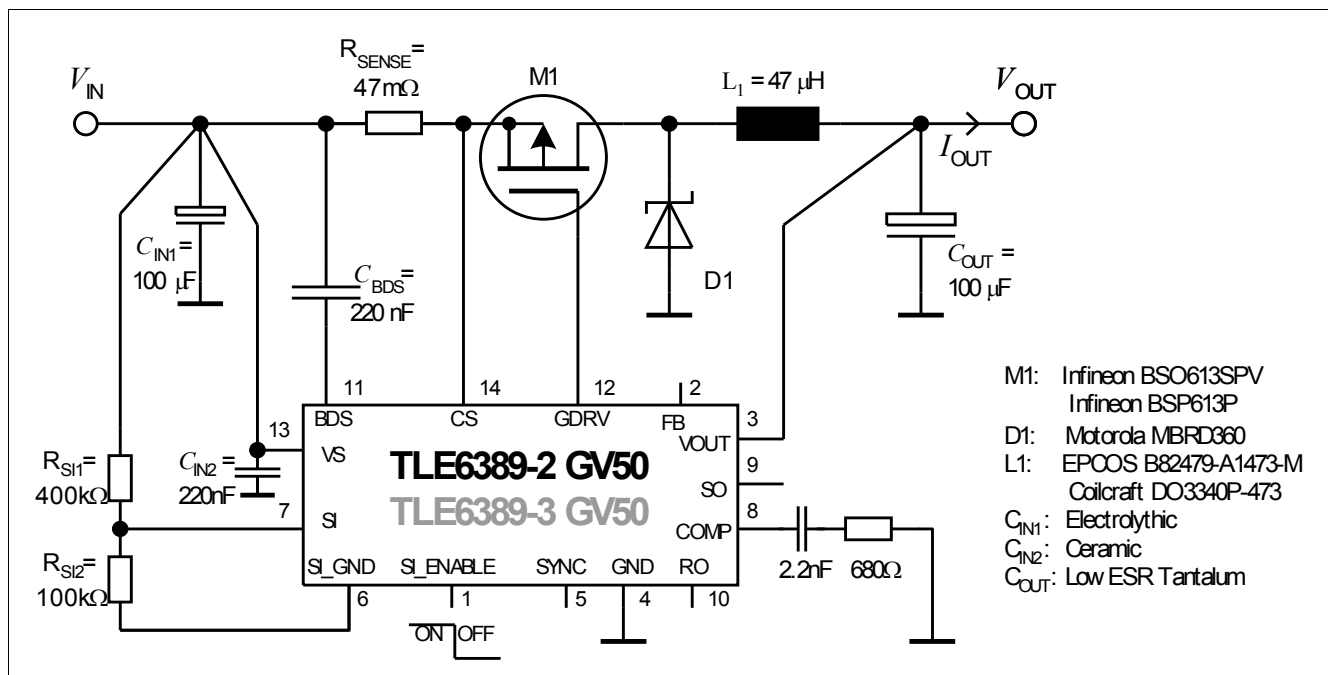 R_SENSE=
47mΩ
M1
L₁ = 47 µH
V_IN
V_OUT
I_OUT
C_IN1=
100 µF
C_BDS=
220 nF
D1
C_OUT=
100 µF
11
14
12
2
BDS
CS
GDRV
FB
3
VOUT
13
VS
9
SO
TLE6389-2 GV50
TLE6389-3 GV50
R_SI1=
400kΩ
C_IN2=
220nF
7
SI
8
COMP
R_SI2=
100kΩ
SI_GND
SI_ENABLE
SYNC
GND
RO
2.2nF
680Ω
6
1
5
4
10
ON
OFF
M1: Infineon BSO613SPV
Infineon BSP613P
D1: Motorola MBRD360
L1: EPCOS B82479-A1473-M
Coilcraft DO3340P-473
C_IN1: Electrolythic
C_IN2: Ceramic
C_OUT: Low ESR Tantalum